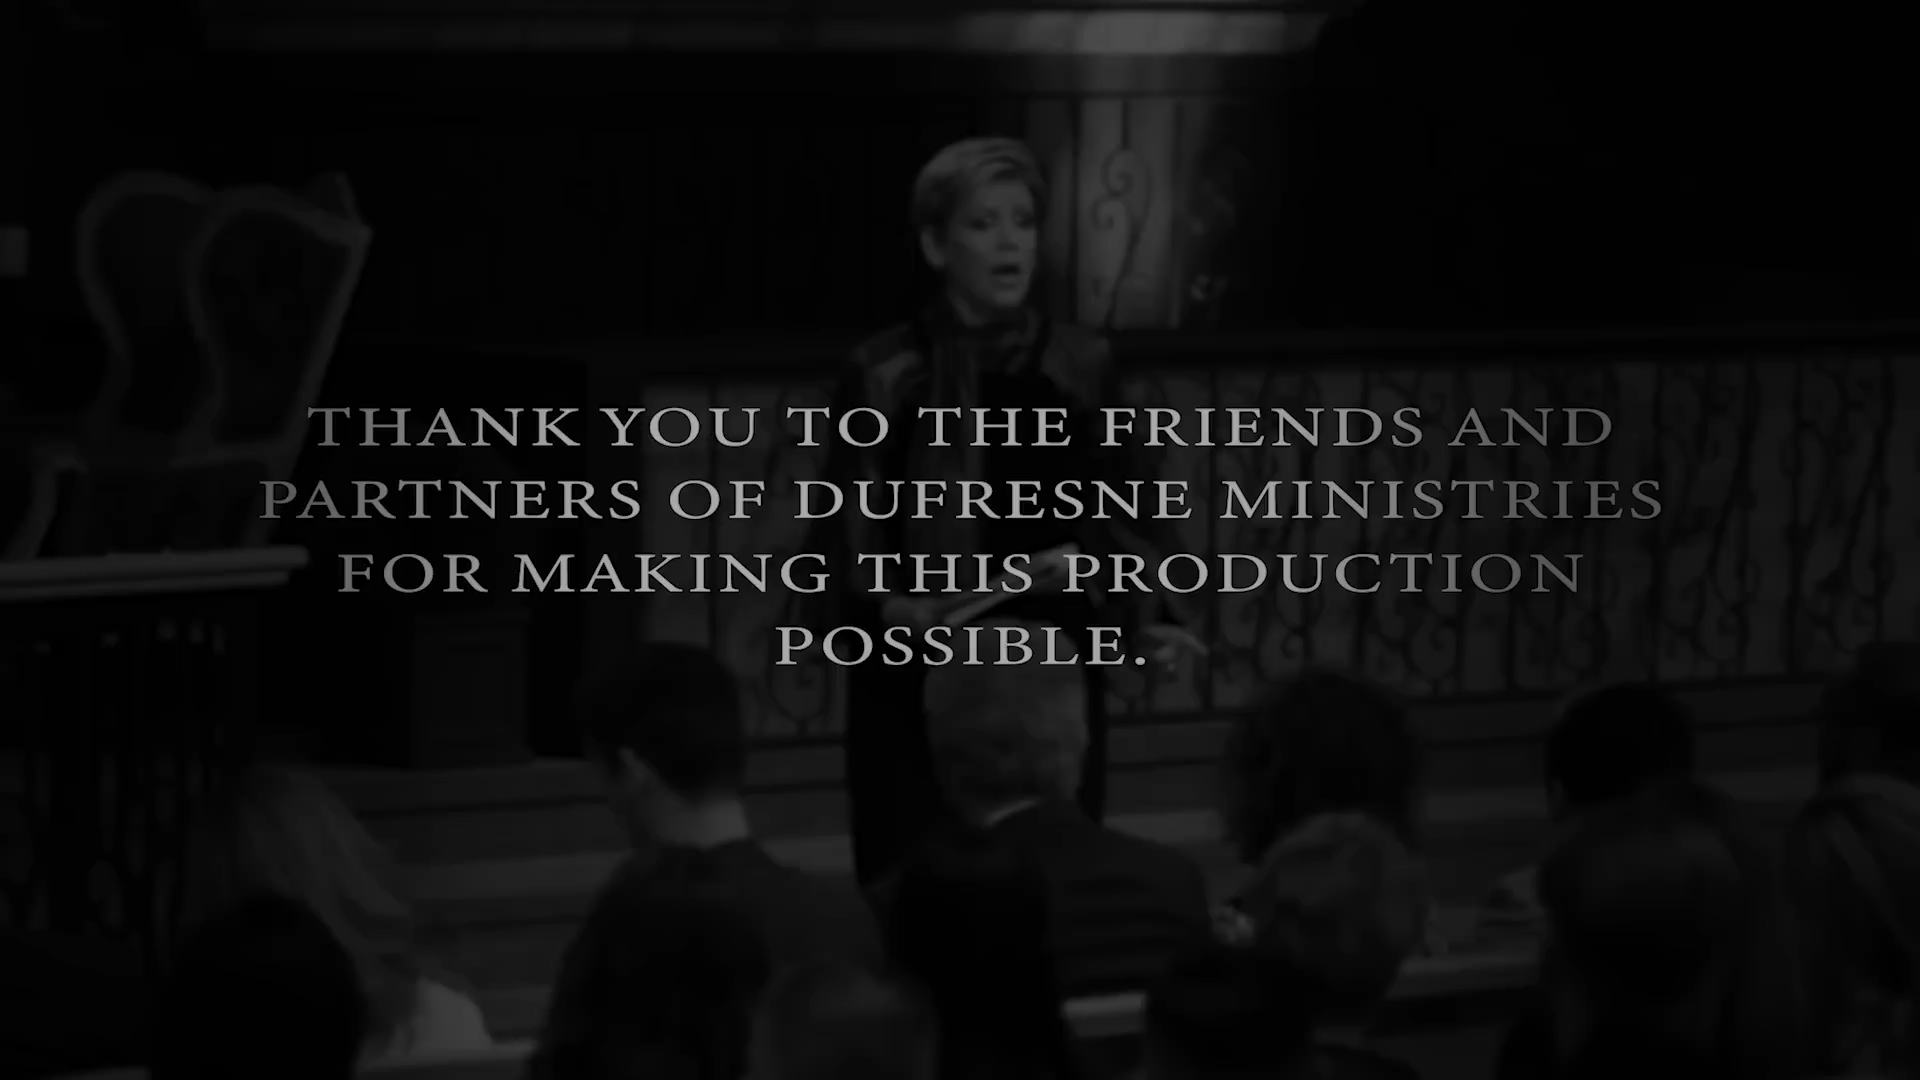 THANK YOU TO THE FRIENDS AND
PARTNERS OF DUFRESNE MINISTRIES
FOR MAKING THIS PRODUCTION
POSSIBLE.